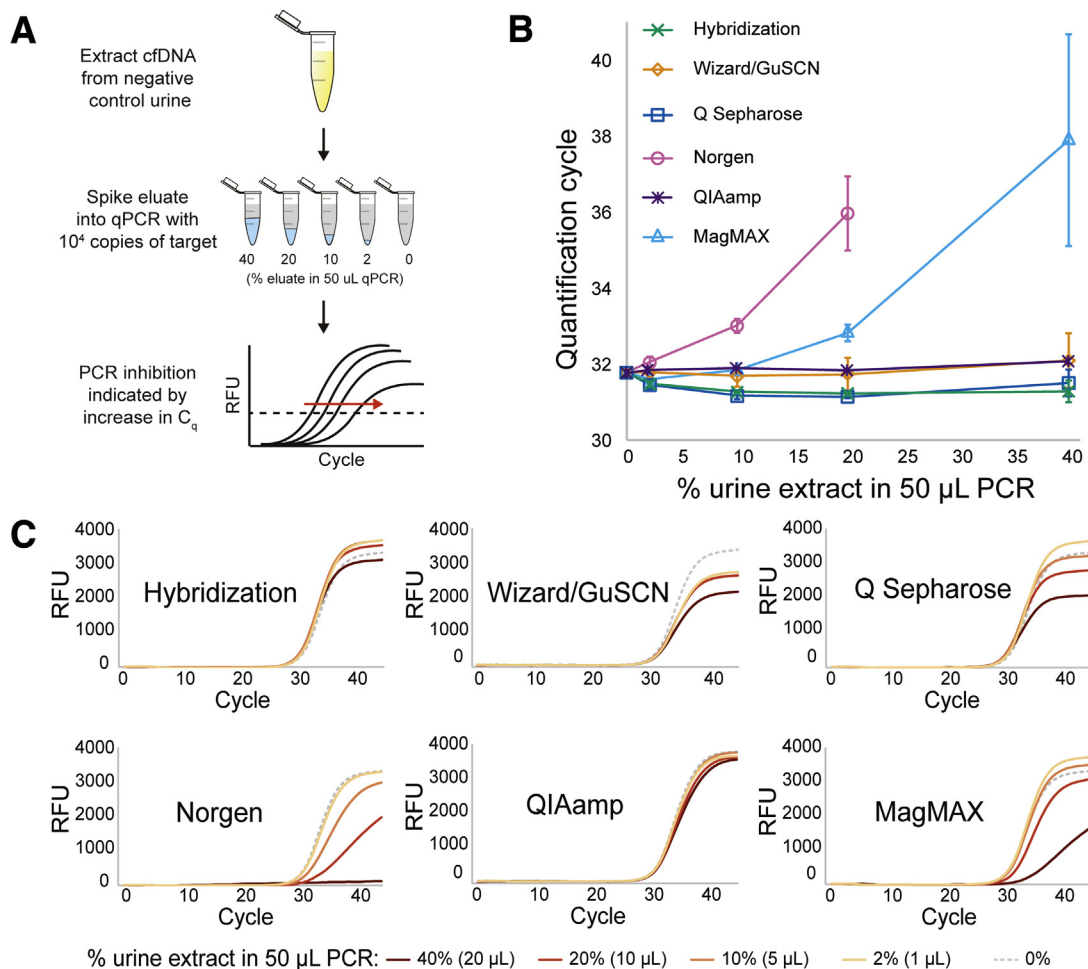 A
Extract cfDNA
from negative
control urine
Spike eluate
into qPCR with
10⁴ copies of
target
40 20 10 2 0
(% eluate in 50 uL qPCR)
PCR inhibition
indicated by
increase in Cq
RFU
Cycle
B
Hybridization
Wizard/GuSCN
Q Sepharose
Norgen
QIAamp
MagMAX
Quantification cycle
40
38
36
34
32
30
0 5 10 15 20 25 30 35 40
% urine extract in 50 µL PCR
C
Hybridization
RFU
4000
3000
2000
1000
0
0 10 20 30 40
Cycle
Wizard/GuSCN
RFU
4000
3000
2000
1000
0
0 10 20 30 40
Cycle
Q Sepharose
RFU
4000
3000
2000
1000
0
0 10 20 30 40
Cycle
Norgen
RFU
4000
3000
2000
1000
0
0 10 20 30 40
Cycle
QIAamp
RFU
4000
3000
2000
1000
0
0 10 20 30 40
Cycle
MagMAX
RFU
4000
3000
2000
1000
0
0 10 20 30 40
Cycle
% urine extract in 50 µL PCR: 40% (20 µL) 20% (10 µL) 10% (5 µL) 2% (1 µL) 0%